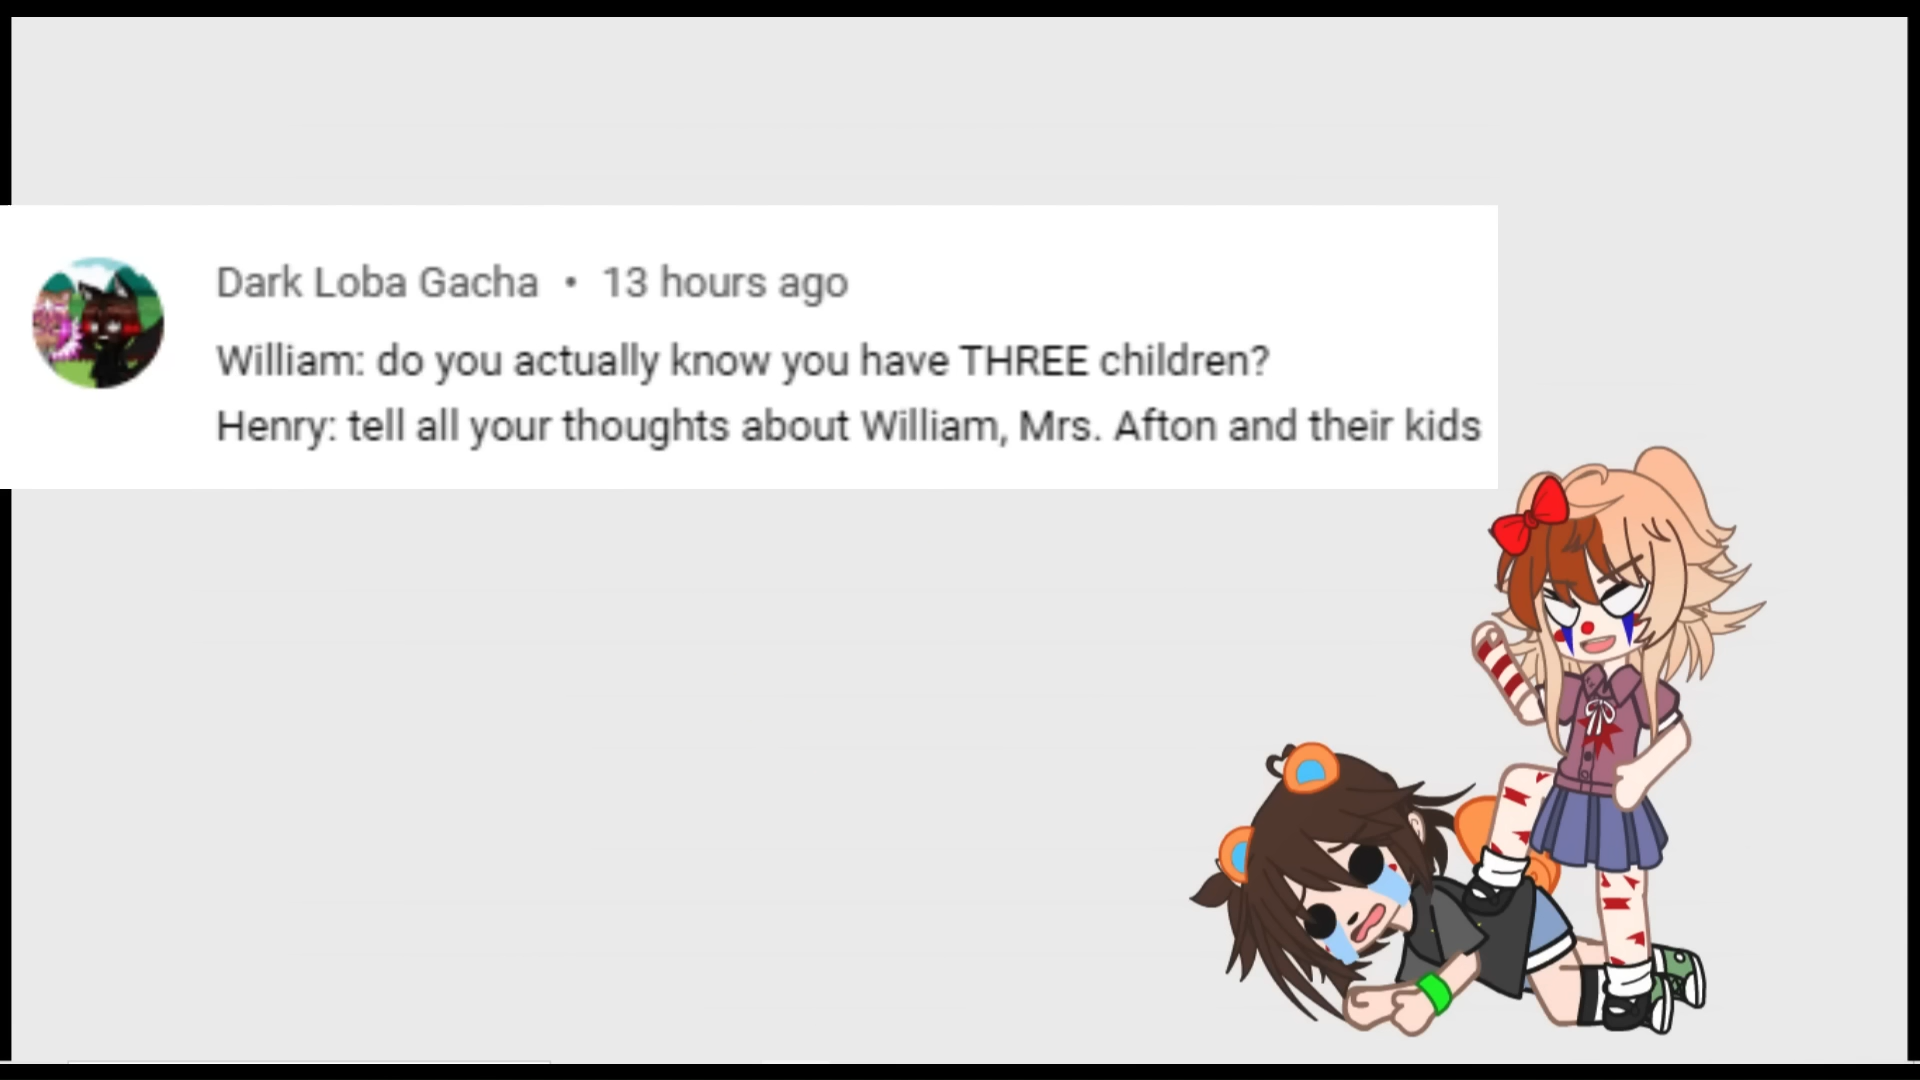 Dark Loba Gacha • 13 hours ago
William: do you actually know you have THREE children?
Henry: tell all your thoughts about William, Mrs. Afton and their kids